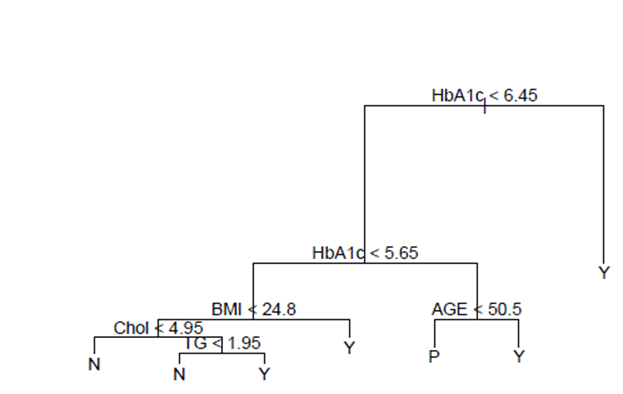 HbA1c < 6.45
HbA1c < 5.65
Y
BMI < 24.8
AGE < 50.5
Chol < 4.95
TG < 1.95
Y
P
Y
N
N
Y